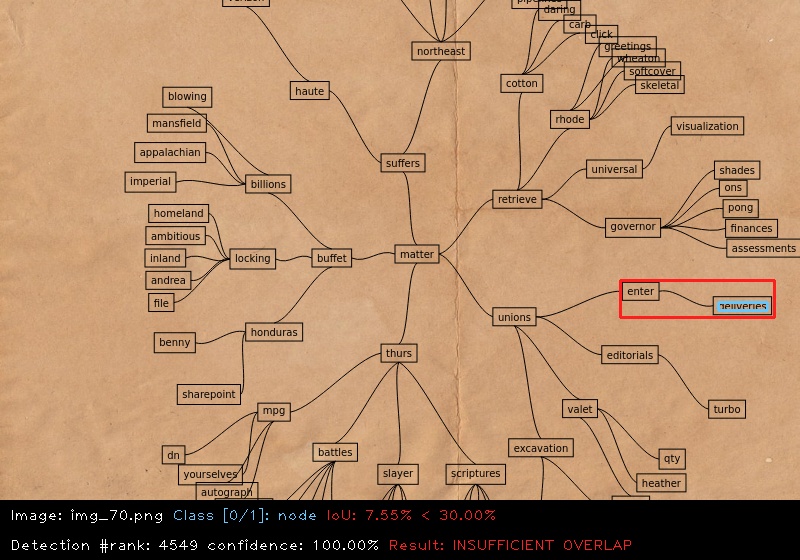 northeast
daring
carb
click
greetings
wheaton
softcover
skeletal
cotton
haute
rhode
blowing
mansfield
visualization
appalachian
suffers
universal
shades
imperial
billions
ons
retrieve
homeland
pong
ambitious
governor
finances
inland
locking
buffet
matter
assessments
andrea
enter
file
unions
honduras
benny
thurs
editorials
sharepoint
mpg
valet
turbo
dn
battles
excavation
qty
yourselves
slayer
scriptures
heather
autograph
Image: img_70.png Class [0/1]: node IoU: 7.55% < 30.00%
Detection #rank: 4549 confidence: 100.00% Result: INSUFFICIENT OVERLAP